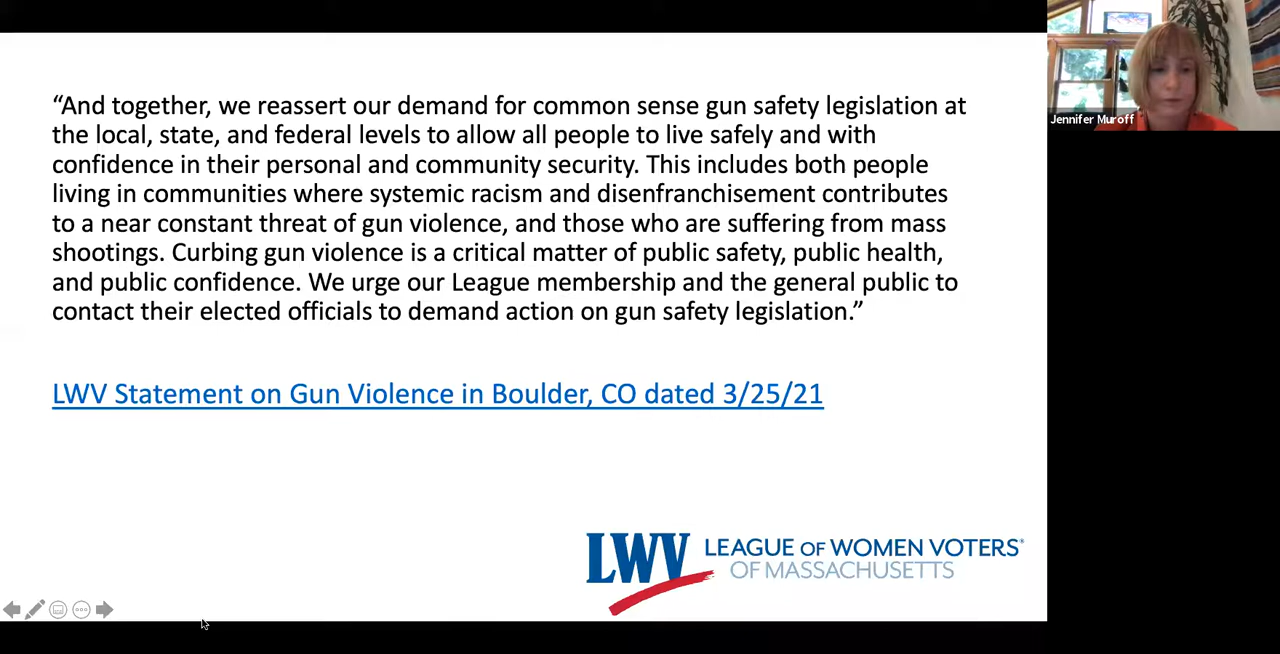 “And together, we reassert our demand for common sense gun safety legislation at
the local, state, and federal levels to allow all people to live safely and with
confidence in their personal and community security. This includes both people
living in communities where systemic racism and disenfranchisement contributes
to a near constant threat of gun violence, and those who are suffering from mass
shootings. Curbing gun violence is a critical matter of public safety, public health,
and public confidence. We urge our League membership and the general public to
contact their elected officials to demand action on gun safety legislation.”
LWV Statement on Gun Violence in Boulder, CO dated 3/25/21
LWV LEAGUE OF WOMEN VOTERS®
OF MASSACHUSETTS
Jennifer Muroff